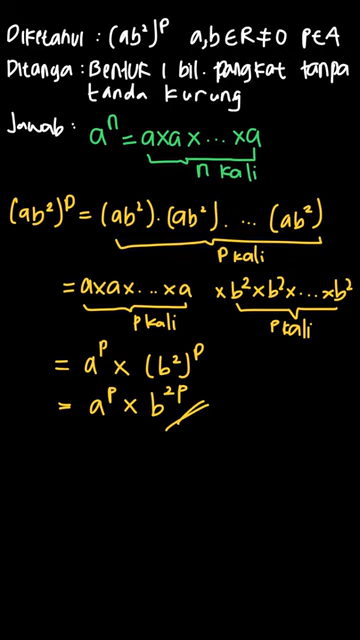 Diketahui : (ab²)ᵖ a,b∈R≠0 p∈A
Ditanya : Bentuk 1 bil. pangkat tanpa
tanda kurung
Jawab : aⁿ = a×a× ... ×a
n kali
(ab²)ᵖ = (ab²) · (ab²) . ... (ab²)
p kali
= a×a× ... ×a ×b²×b²× ... ×b²
p kali p kali
= aᵖ × (b²)ᵖ
= aᵖ × b²ᵖ